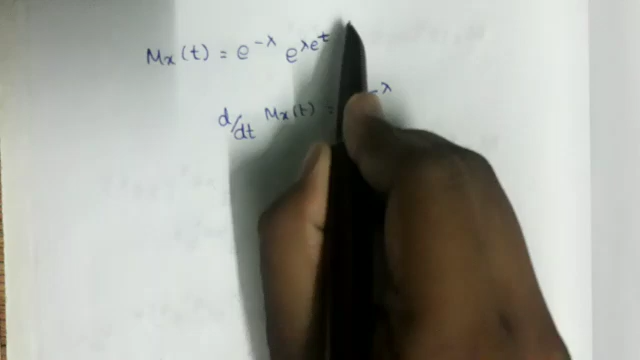 Mx(t) = e^-λ e^λe^t
d/dt Mx(t) = -λ